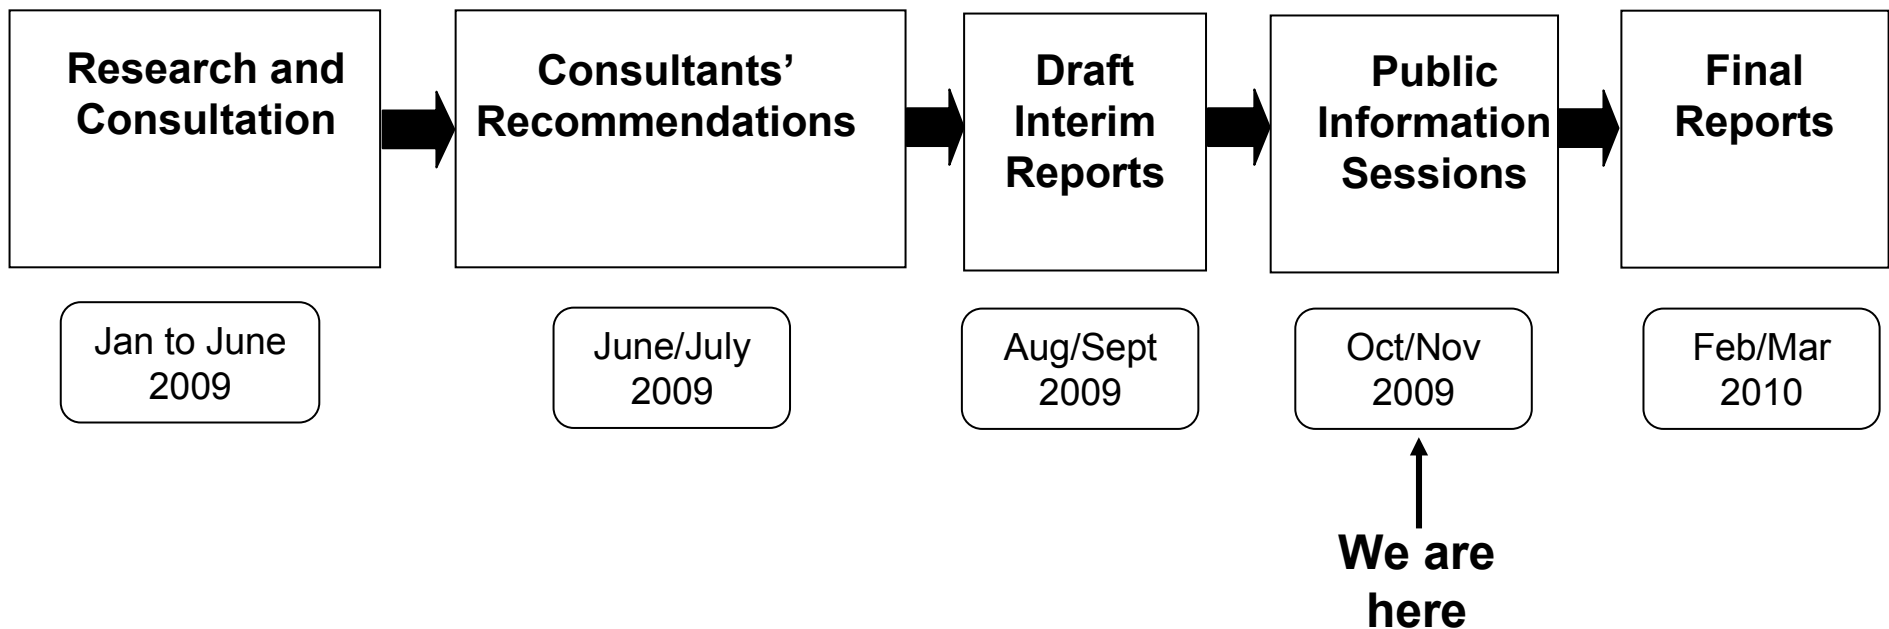 Research and
Consultation
Consultants’
Recommendations
Draft
Interim
Reports
Public
Information
Sessions
Final
Reports
Jan to June
2009
June/July
2009
Aug/Sept
2009
Oct/Nov
2009
Feb/Mar
2010
We are
here